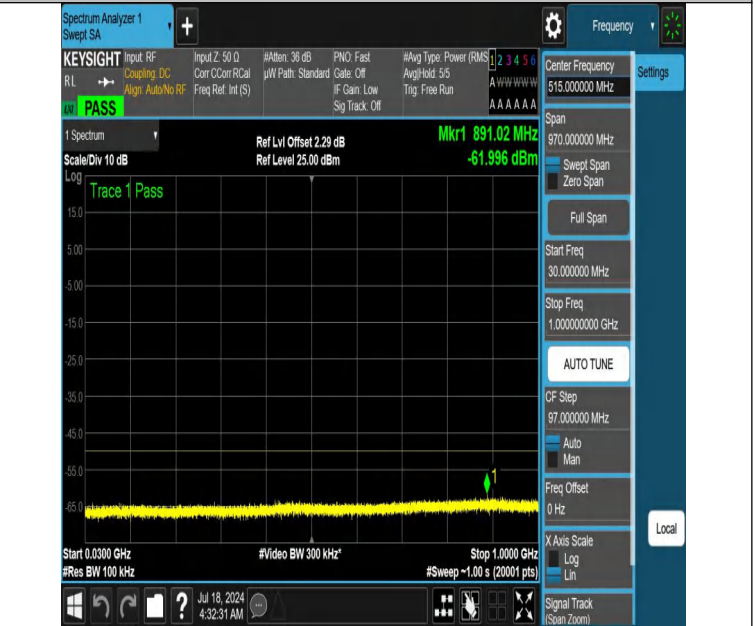 Spectrum Analyzer 1
Swept SA
+
Frequency
KEYSIGHT
RL
PASS
Input: RF
Coupling: DC
Align: Auto/No RF
Input Z: 50 Ω
Corr CCorr RCal
Freq Ref: Int (S)
#Atten: 36 dB
µW Path: Standard
PNO: Fast
Gate: Off
IF Gain: Low
Sig Track: Off
#Avg Type: Power (RMS
Avg|Hold: 5/5
Trig: Free Run
1 2 3 4 5 6
A W W W W W
A A A A A A
1 Spectrum
Scale/Div 10 dB
Ref Lvl Offset 2.29 dB
Ref Level 25.00 dBm
Mkr1 891.02 MHz
-61.996 dBm
Log
Trace 1 Pass
15.0
5.00
-5.00
-15.0
-25.0
-35.0
-45.0
-55.0
-65.0
1
Start 0.0300 GHz
#Res BW 100 kHz
#Video BW 300 kHz*
Stop 1.0000 GHz
#Sweep ~1.00 s (20001 pts)
?
Jul 18, 2024
4:32:31 AM
Center Frequency
515.000000 MHz
Settings
Span
970.000000 MHz
Swept Span
Zero Span
Full Span
Start Freq
30.000000 MHz
Stop Freq
1.000000000 GHz
AUTO TUNE
CF Step
97.000000 MHz
Auto
Man
Freq Offset
0 Hz
X Axis Scale
Log
Lin
Local
Signal Track
(Span Zoom)